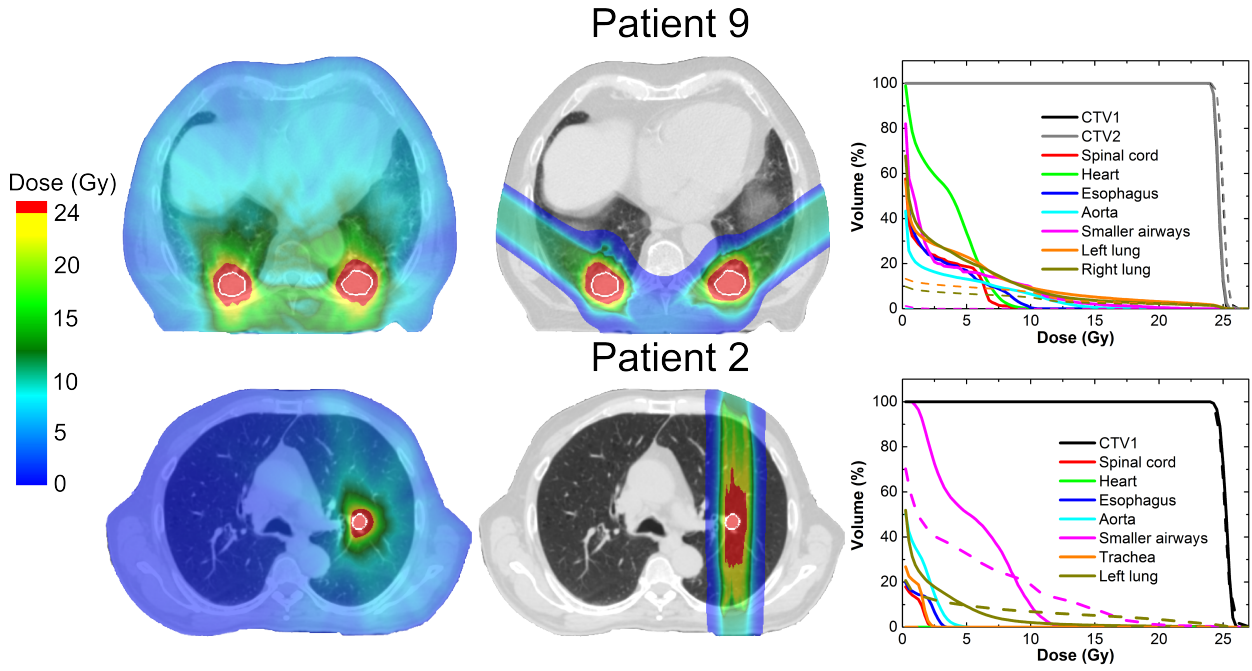 Patient 9
Dose (Gy)
24
20
15
10
5
0
Volume (%)
100
80
60
40
20
0
CTV1
CTV2
Spinal cord
Heart
Esophagus
Aorta
Smaller airways
Left lung
Right lung
0 5 10 15 20 25
Dose (Gy)
Patient 2
Volume (%)
100
80
60
40
20
0
CTV1
Spinal cord
Heart
Esophagus
Aorta
Smaller airways
Trachea
Left lung
0 5 10 15 20 25
Dose (Gy)